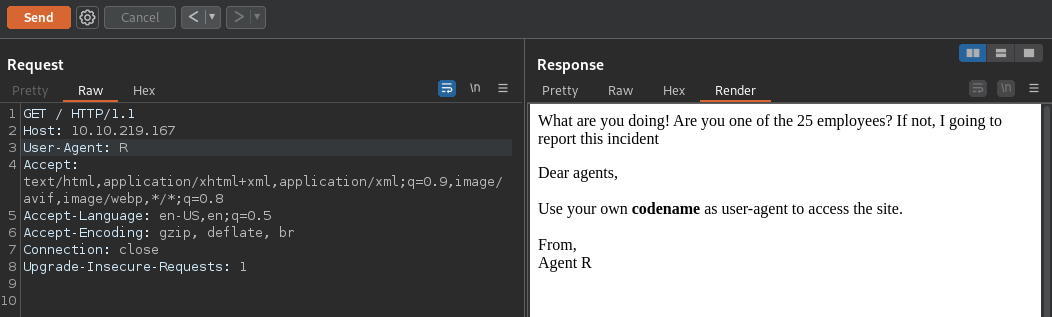 Send
Cancel
<
>
Request
Pretty
Raw
Hex
\n
1 GET / HTTP/1.1
2 Host: 10.10.219.167
3 User-Agent: R
4 Accept:
text/html,application/xhtml+xml,application/xml;q=0.9,image/
avif,image/webp,*/*;q=0.8
5 Accept-Language: en-US,en;q=0.5
6 Accept-Encoding: gzip, deflate, br
7 Connection: close
8 Upgrade-Insecure-Requests: 1
9
10
Response
Pretty
Raw
Hex
Render
\n
What are you doing! Are you one of the 25 employees? If not, I going to
report this incident
Dear agents,
Use your own codename as user-agent to access the site.
From,
Agent R